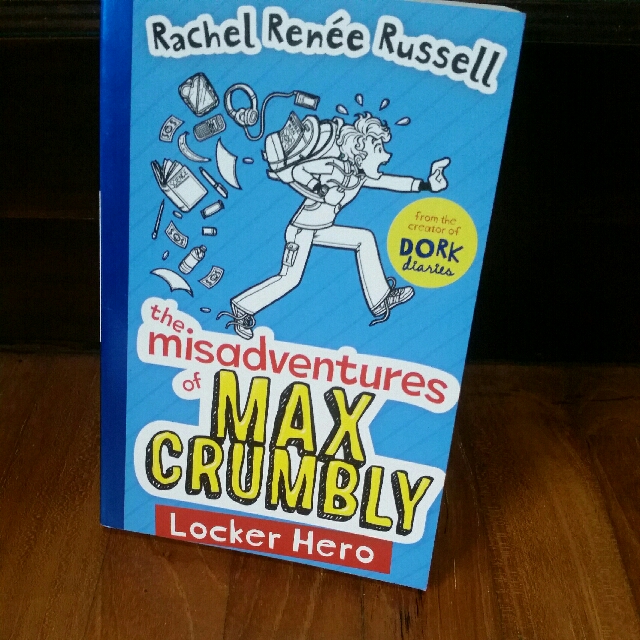 Rachel Renée Russell
from the
creator of
DORK
diaries
the
misadventures
of
MAX
CRUMBLY
Locker Hero